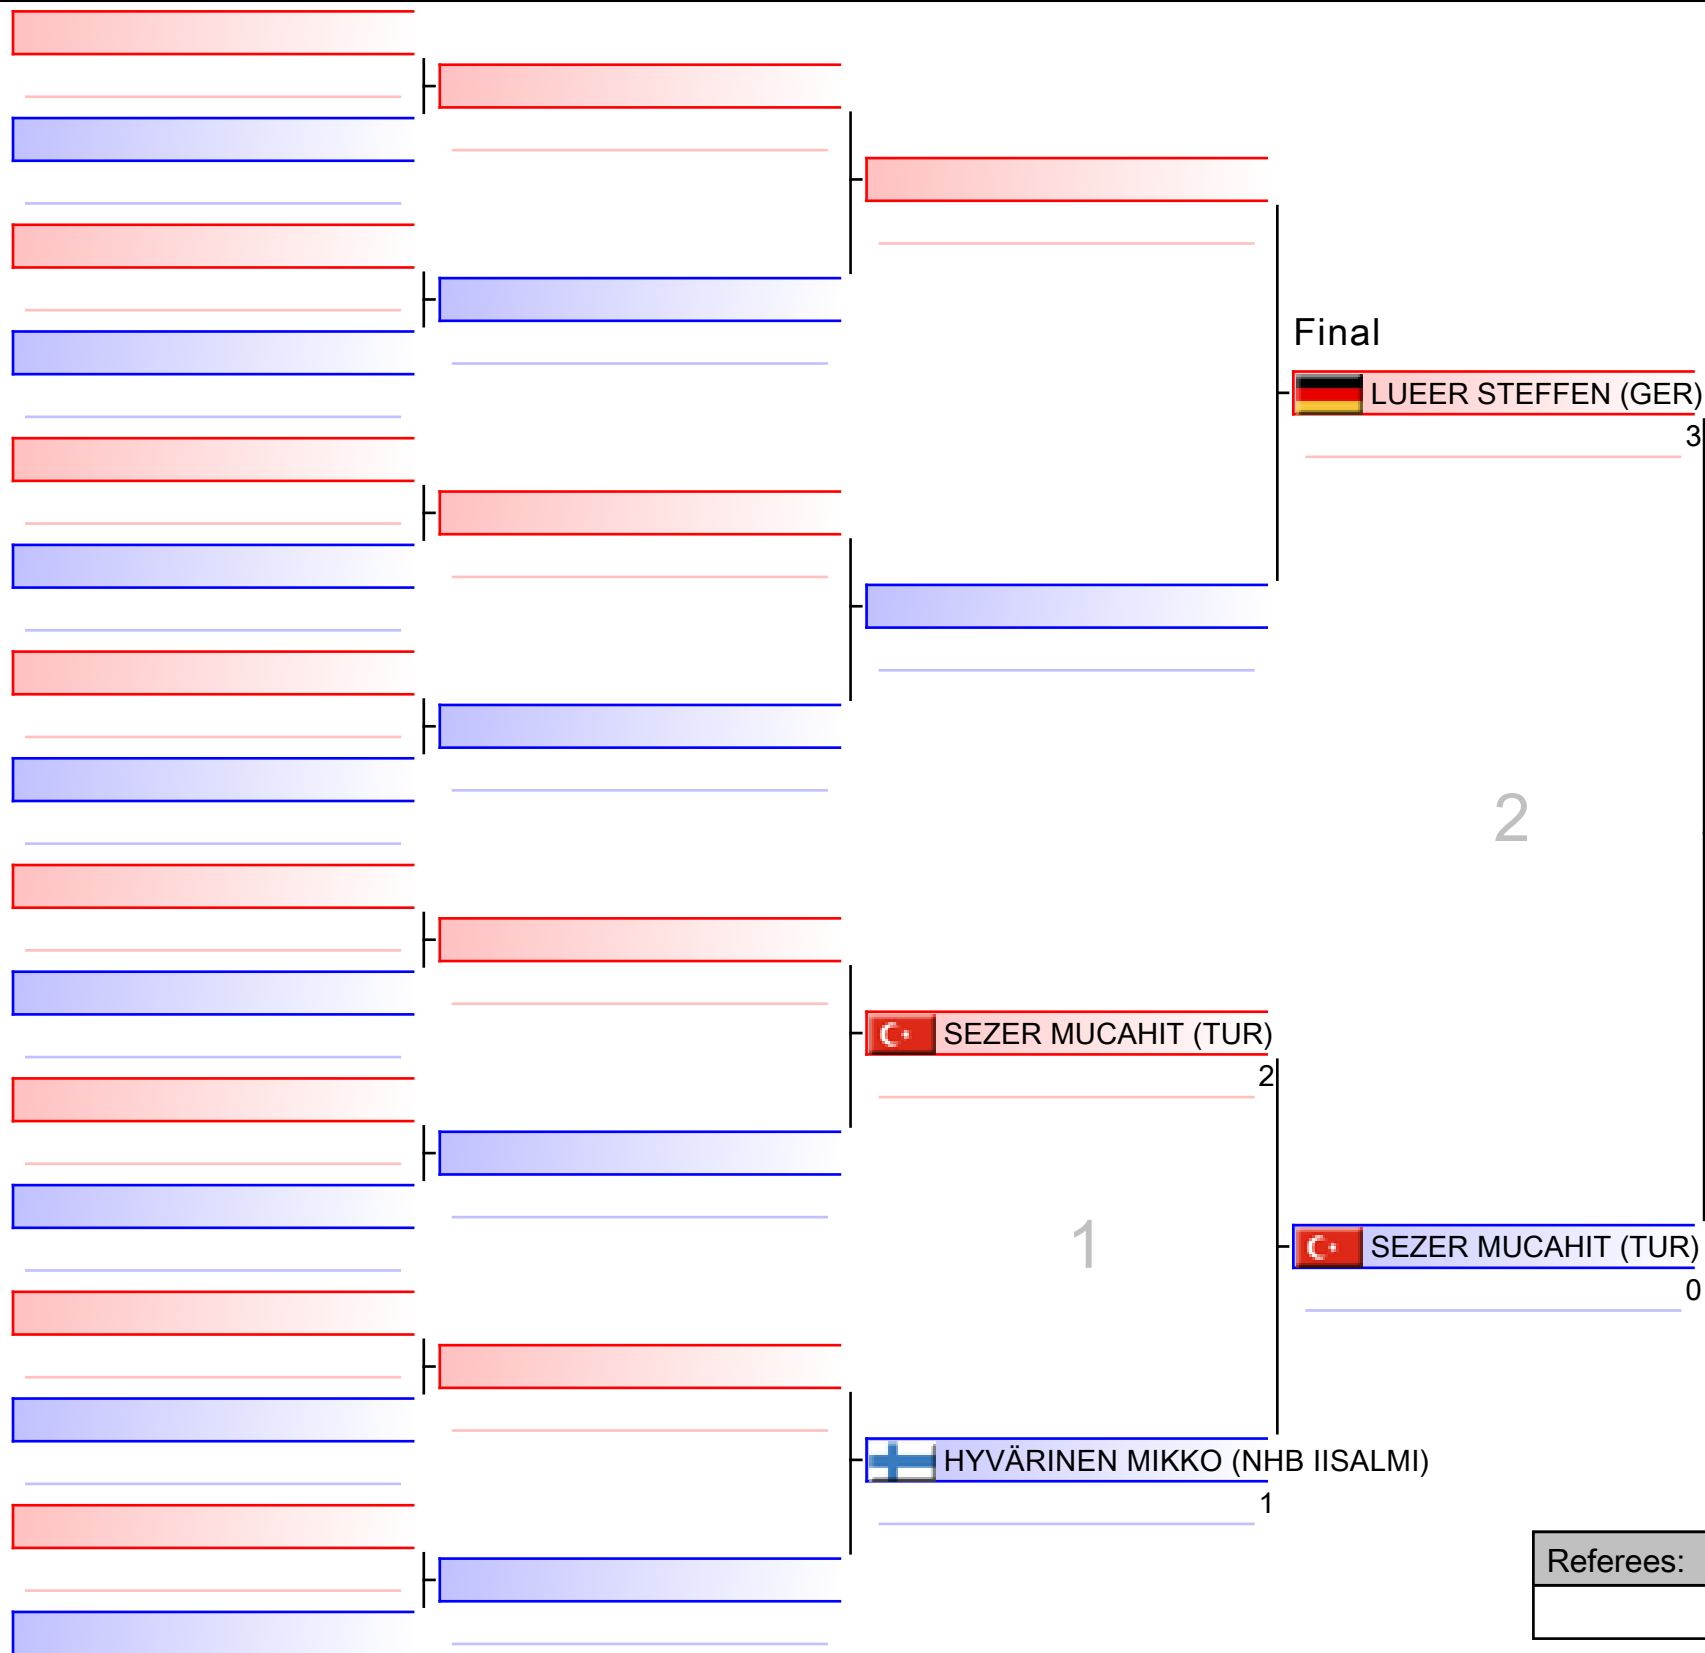 Final
LUEER STEFFEN (GER)
3
2
SEZER MUCAHIT (TUR)
2
1
SEZER MUCAHIT (TUR)
0
HYVÄRINEN MIKKO (NHB IISALMI)
1
Referees: